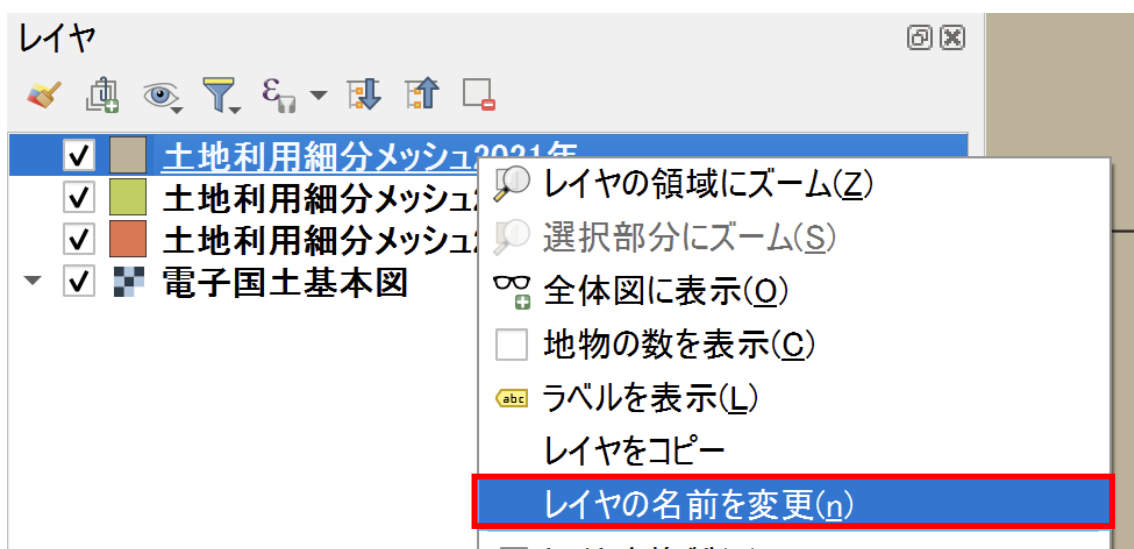 レイヤ
土地利用細分メッシュ2021年
土地利用細分メッシュ
土地利用細分メッシュ
電子国土基本図
レイヤの領域にズーム(Z)
選択部分にズーム(S)
全体図に表示(O)
地物の数を表示(C)
abc ラベルを表示(L)
レイヤをコピー
レイヤの名前を変更(n)